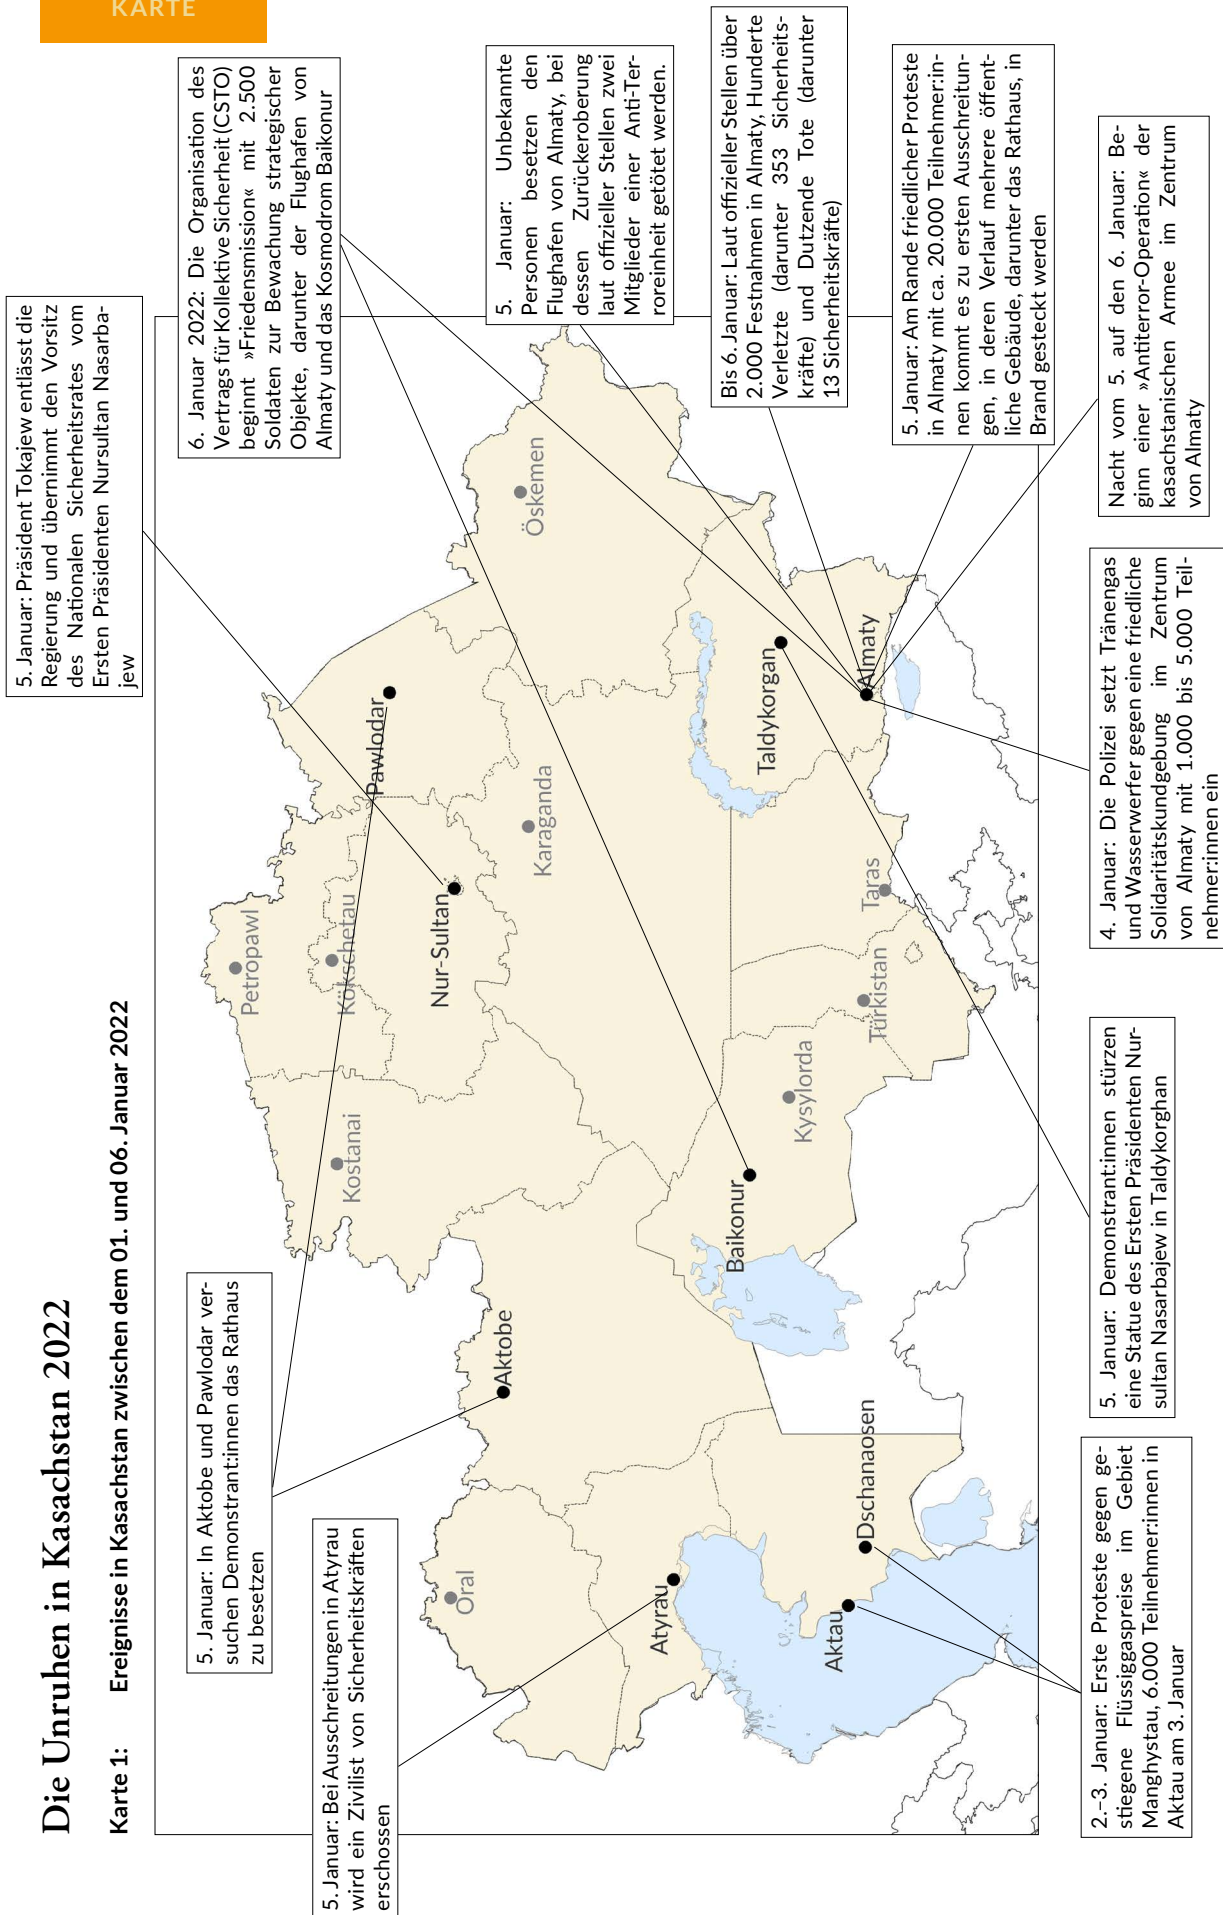 KARTE
Die Unruhen in Kasachstan 2022
Karte 1: Ereignisse in Kasachstan zwischen dem 01. und 06. Januar 2022
5. Januar: Bei Ausschreitungen in Atyrau
wird ein Zivilist von Sicherheitskräften
erschossen
5. Januar: In Aktobe und Pawlodar ver-
suchen Demonstrant:innen das Rathaus
zu besetzen
5. Januar: Präsident Tokajew entlässt die
Regierung und übernimmt den Vorsitz
des Nationalen Sicherheitsrates vom
Ersten Präsidenten Nursultan Nasarba-
jew
6. Januar 2022: Die Organisation des
Vertrags für Kollektive Sicherheit (CSTO)
beginnt »Friedensmission« mit 2.500
Soldaten zur Bewachung strategischer
Objekte, darunter der Flughafen von
Almaty und das Kosmodrom Baikonur
5. Januar: Unbekannte
Personen besetzen den
Flughafen von Almaty, bei
dessen Zurückeroberung
laut offizieller Stellen zwei
Mitglieder einer Anti-Ter-
roreinheit getötet werden.
Bis 6. Januar: Laut offizieller Stellen über
2.000 Festnahmen in Almaty, Hunderte
Verletzte (darunter 353 Sicherheits-
kräfte) und Dutzende Tote (darunter
13 Sicherheitskräfte)
5. Januar: Am Rande friedlicher Proteste
in Almaty mit ca. 20.000 Teilnehmer:in-
nen kommt es zu ersten Ausschreitun-
gen, in deren Verlauf mehrere öffent-
liche Gebäude, darunter das Rathaus, in
Brand gesteckt werden
Nacht vom 5. auf den 6. Januar: Be-
ginn einer »Antiterror-Operation« der
kasachstanischen Armee im Zentrum
von Almaty
4. Januar: Die Polizei setzt Tränengas
und Wasserwerfer gegen eine friedliche
Solidaritätskundgebung im Zentrum
von Almaty mit 1.000 bis 5.000 Teil-
nehmer:innen ein
5. Januar: Demonstrant:innen stürzen
eine Statue des Ersten Präsidenten Nur-
sultan Nasarbajew in Taldykorghan
2.-3. Januar: Erste Proteste gegen ge-
stiegene Flüssiggaspreise im Gebiet
Manghystau, 6.000 Teilnehmer:innen in
Aktau am 3. Januar
Petropawl
Kökschetau
Kostanai
Pawlodar
Nur-Sultan
Oral
Aktobe
Karaganda
Öskemen
Atyrau
Baikonur
Kysylorda
Taldykorgan
Aktau
Dschanaosen
Türkistan
Taras
Almaty